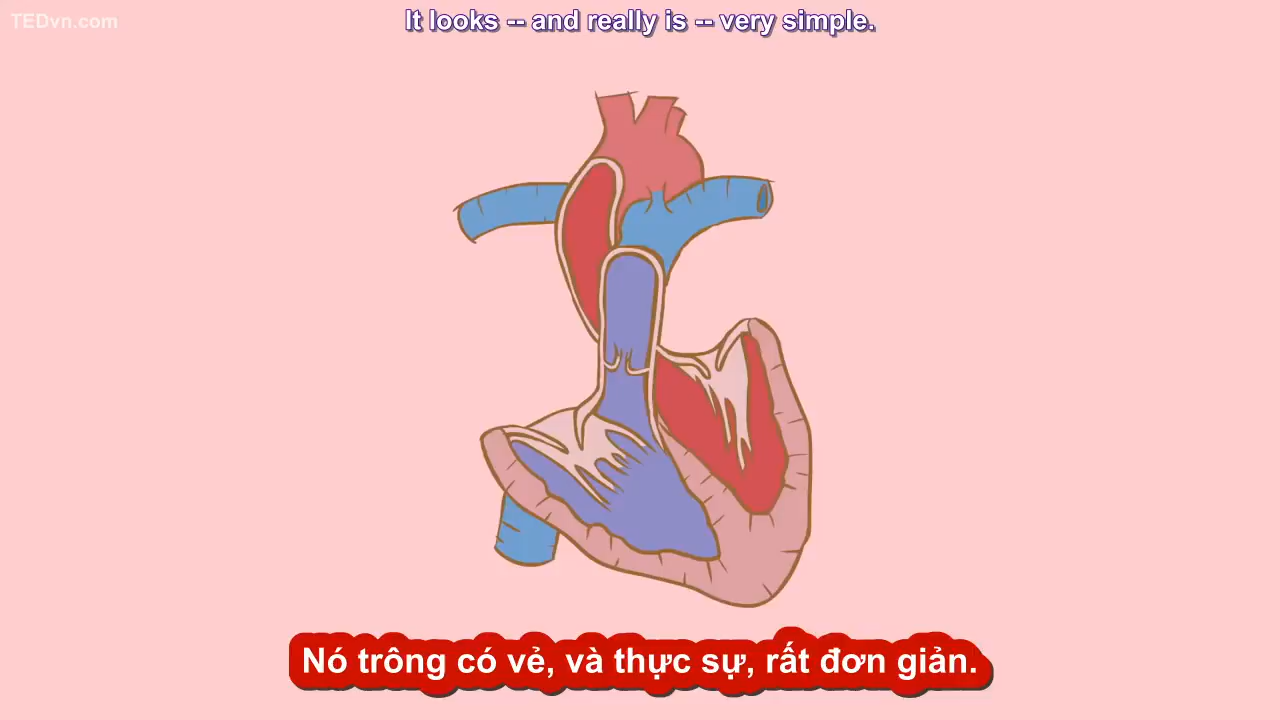 TEDvn.com
It looks -- and really is -- very simple.
Nó trông có vẻ, và thực sự, rất đơn giản.